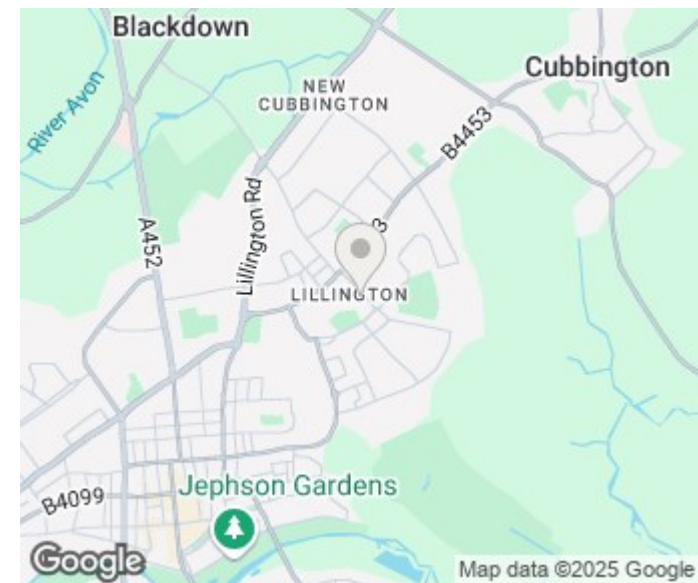 Blackdown
River Avon
NEW
CUBBINGTON
Cubbington
B4453
Lillington Rd
A452
3
LILLINGTON
Jephson Gardens
B4099
Google
Map data ©2025 Google